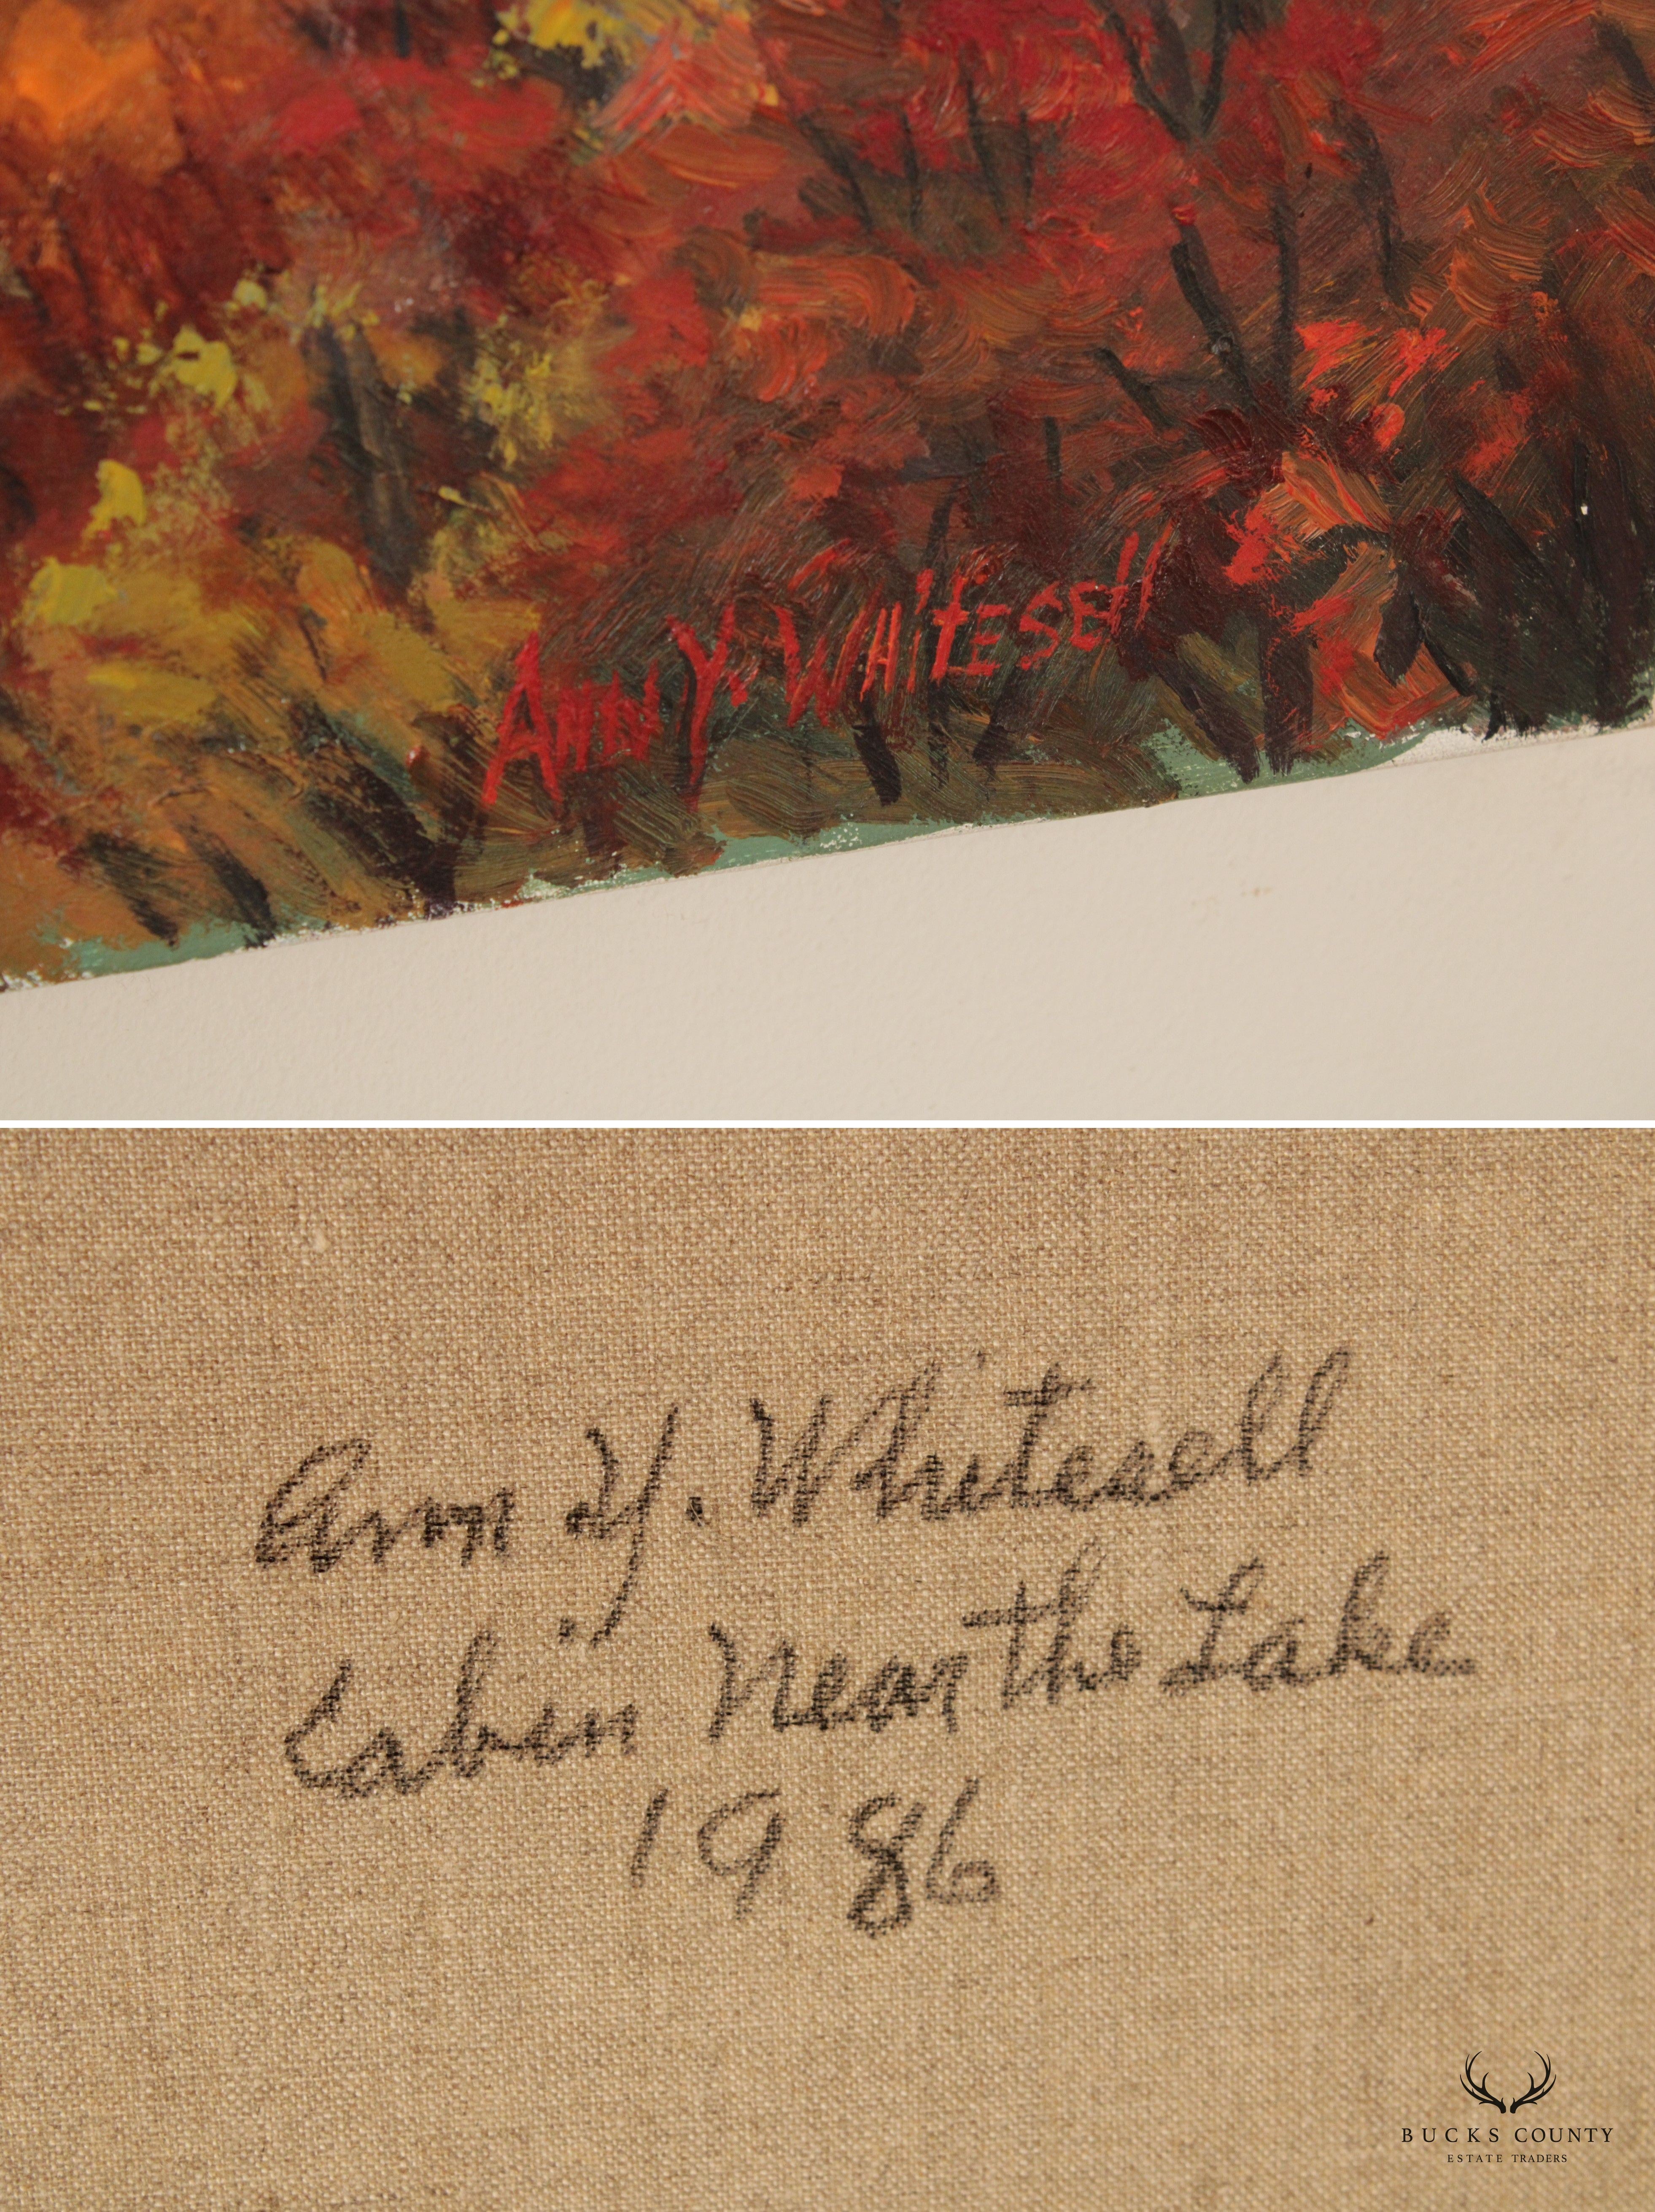 Ann Y. Whitesell
Ann Y. Whitesell
Cabin Near the Lake
1986
BUCKS COUNTY
ESTATE TRADERS